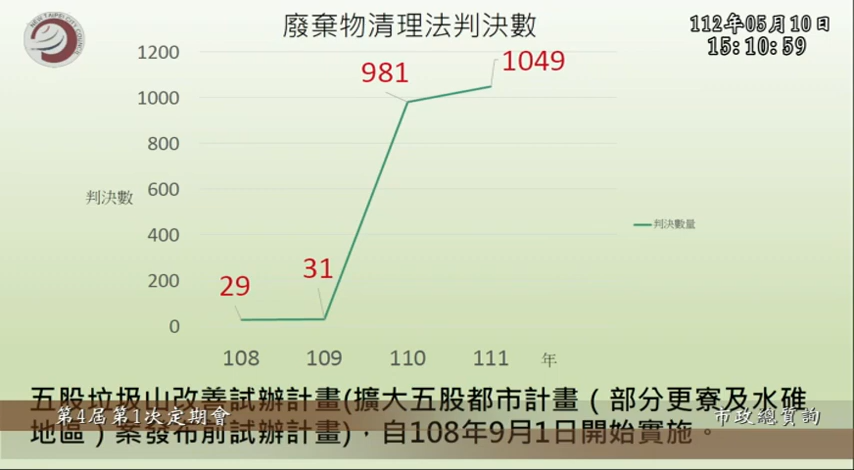 廢棄物清理法判決數
112年05月10日
15:10:59
NEW TAIPEI CITY COUNCIL
1200
1000
800
600
400
200
0
判決數
29
31
981
1049
判決數量
108 109 110 111 年
五股垃圾山改善試辦計畫(擴大五股都市計畫（部分更寮及水碓
地區）案發布前試辦計畫)，自108年9月1日開始實施。
第4屆第1次定期會
市政總質詢